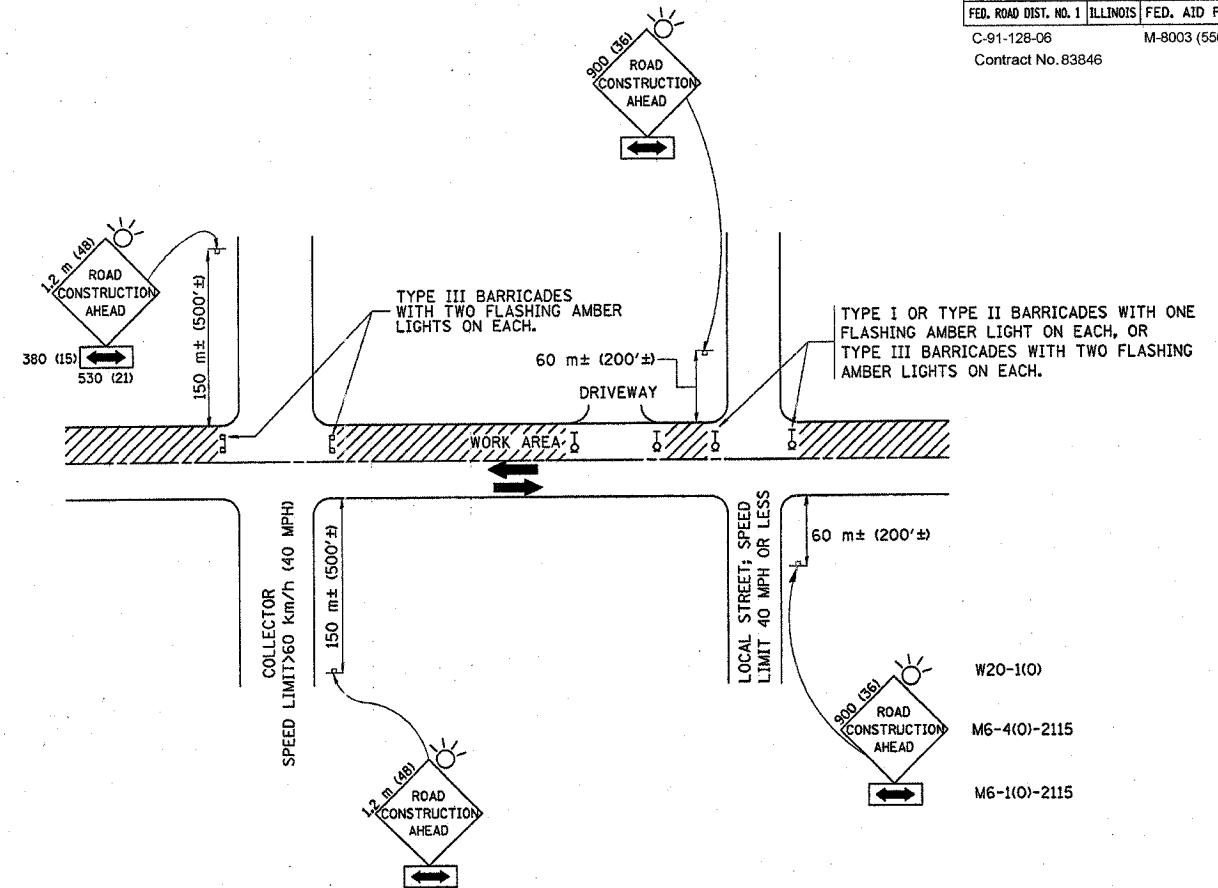 FED. ROAD DIST. NO. 1 ILLINOIS FED. AID
C-91-128-06 M-8003
Contract No. 83846
900 (36)
ROAD
CONSTRUCTION
AHEAD
1.2 m (48)
ROAD
CONSTRUCTION
AHEAD
380 (15)
530 (21)
150 m± (500'±)
TYPE III BARRICADES
WITH TWO FLASHING AMBER
LIGHTS ON EACH.
60 m± (200'±)
DRIVEWAY
TYPE I OR TYPE II BARRICADES WITH ONE
FLASHING AMBER LIGHT ON EACH, OR
TYPE III BARRICADES WITH TWO FLASHING
AMBER LIGHTS ON EACH.
WORK AREA
COLLECTOR
SPEED LIMIT>60 km/h (40 MPH)
150 m± (500'±)
LOCAL STREET; SPEED
LIMIT 40 MPH OR LESS
60 m± (200'±)
1.2 m (48)
ROAD
CONSTRUCTION
AHEAD
900 (36)
ROAD
CONSTRUCTION
AHEAD
W20-1(O)
M6-4(O)-2115
M6-1(O)-2115